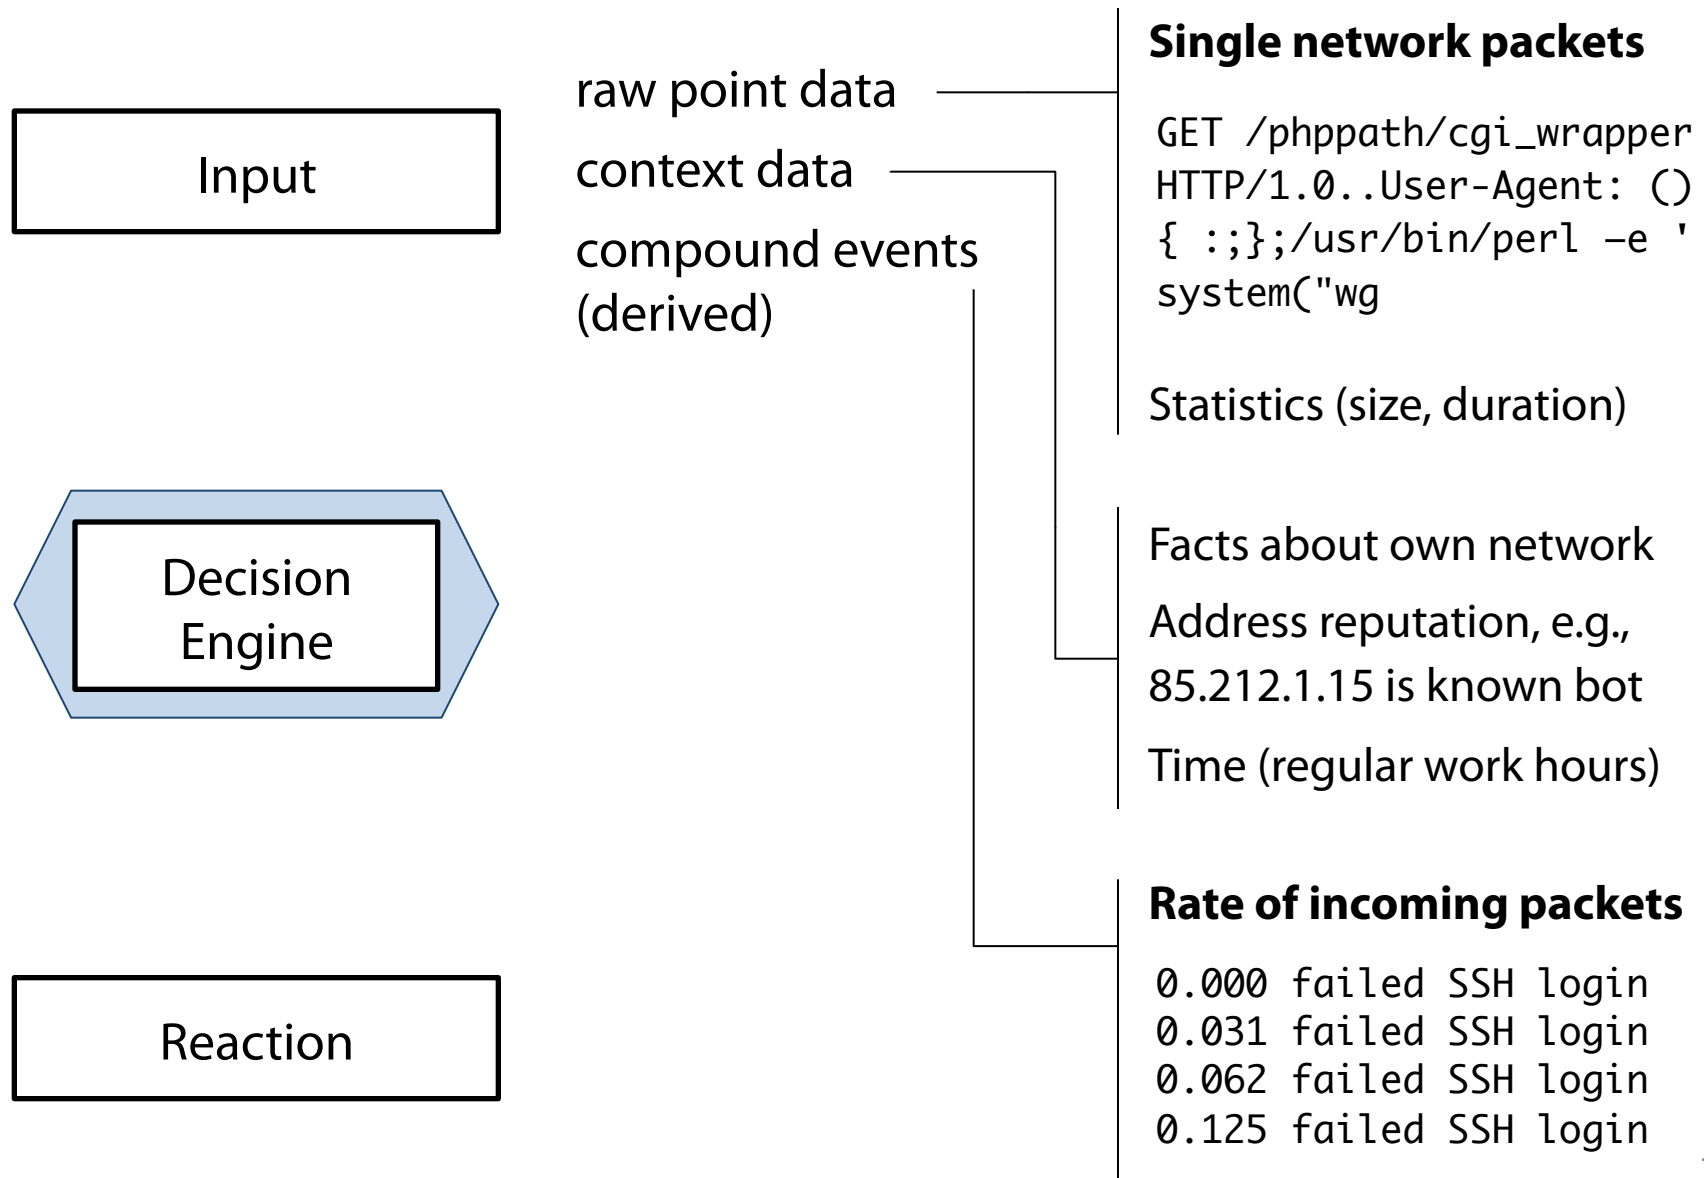 Input
raw point data
context data
compound events
(derived)
Single network packets
GET /phppath/cgi_wrapper
HTTP/1.0..User-Agent: ()
{ :;};/usr/bin/perl –e '
system("wg
Statistics (size, duration)
Decision
Engine
Facts about own network
Address reputation, e.g.,
85.212.1.15 is known bot
Time (regular work hours)
Reaction
Rate of incoming packets
0.000 failed SSH login
0.031 failed SSH login
0.062 failed SSH login
0.125 failed SSH login